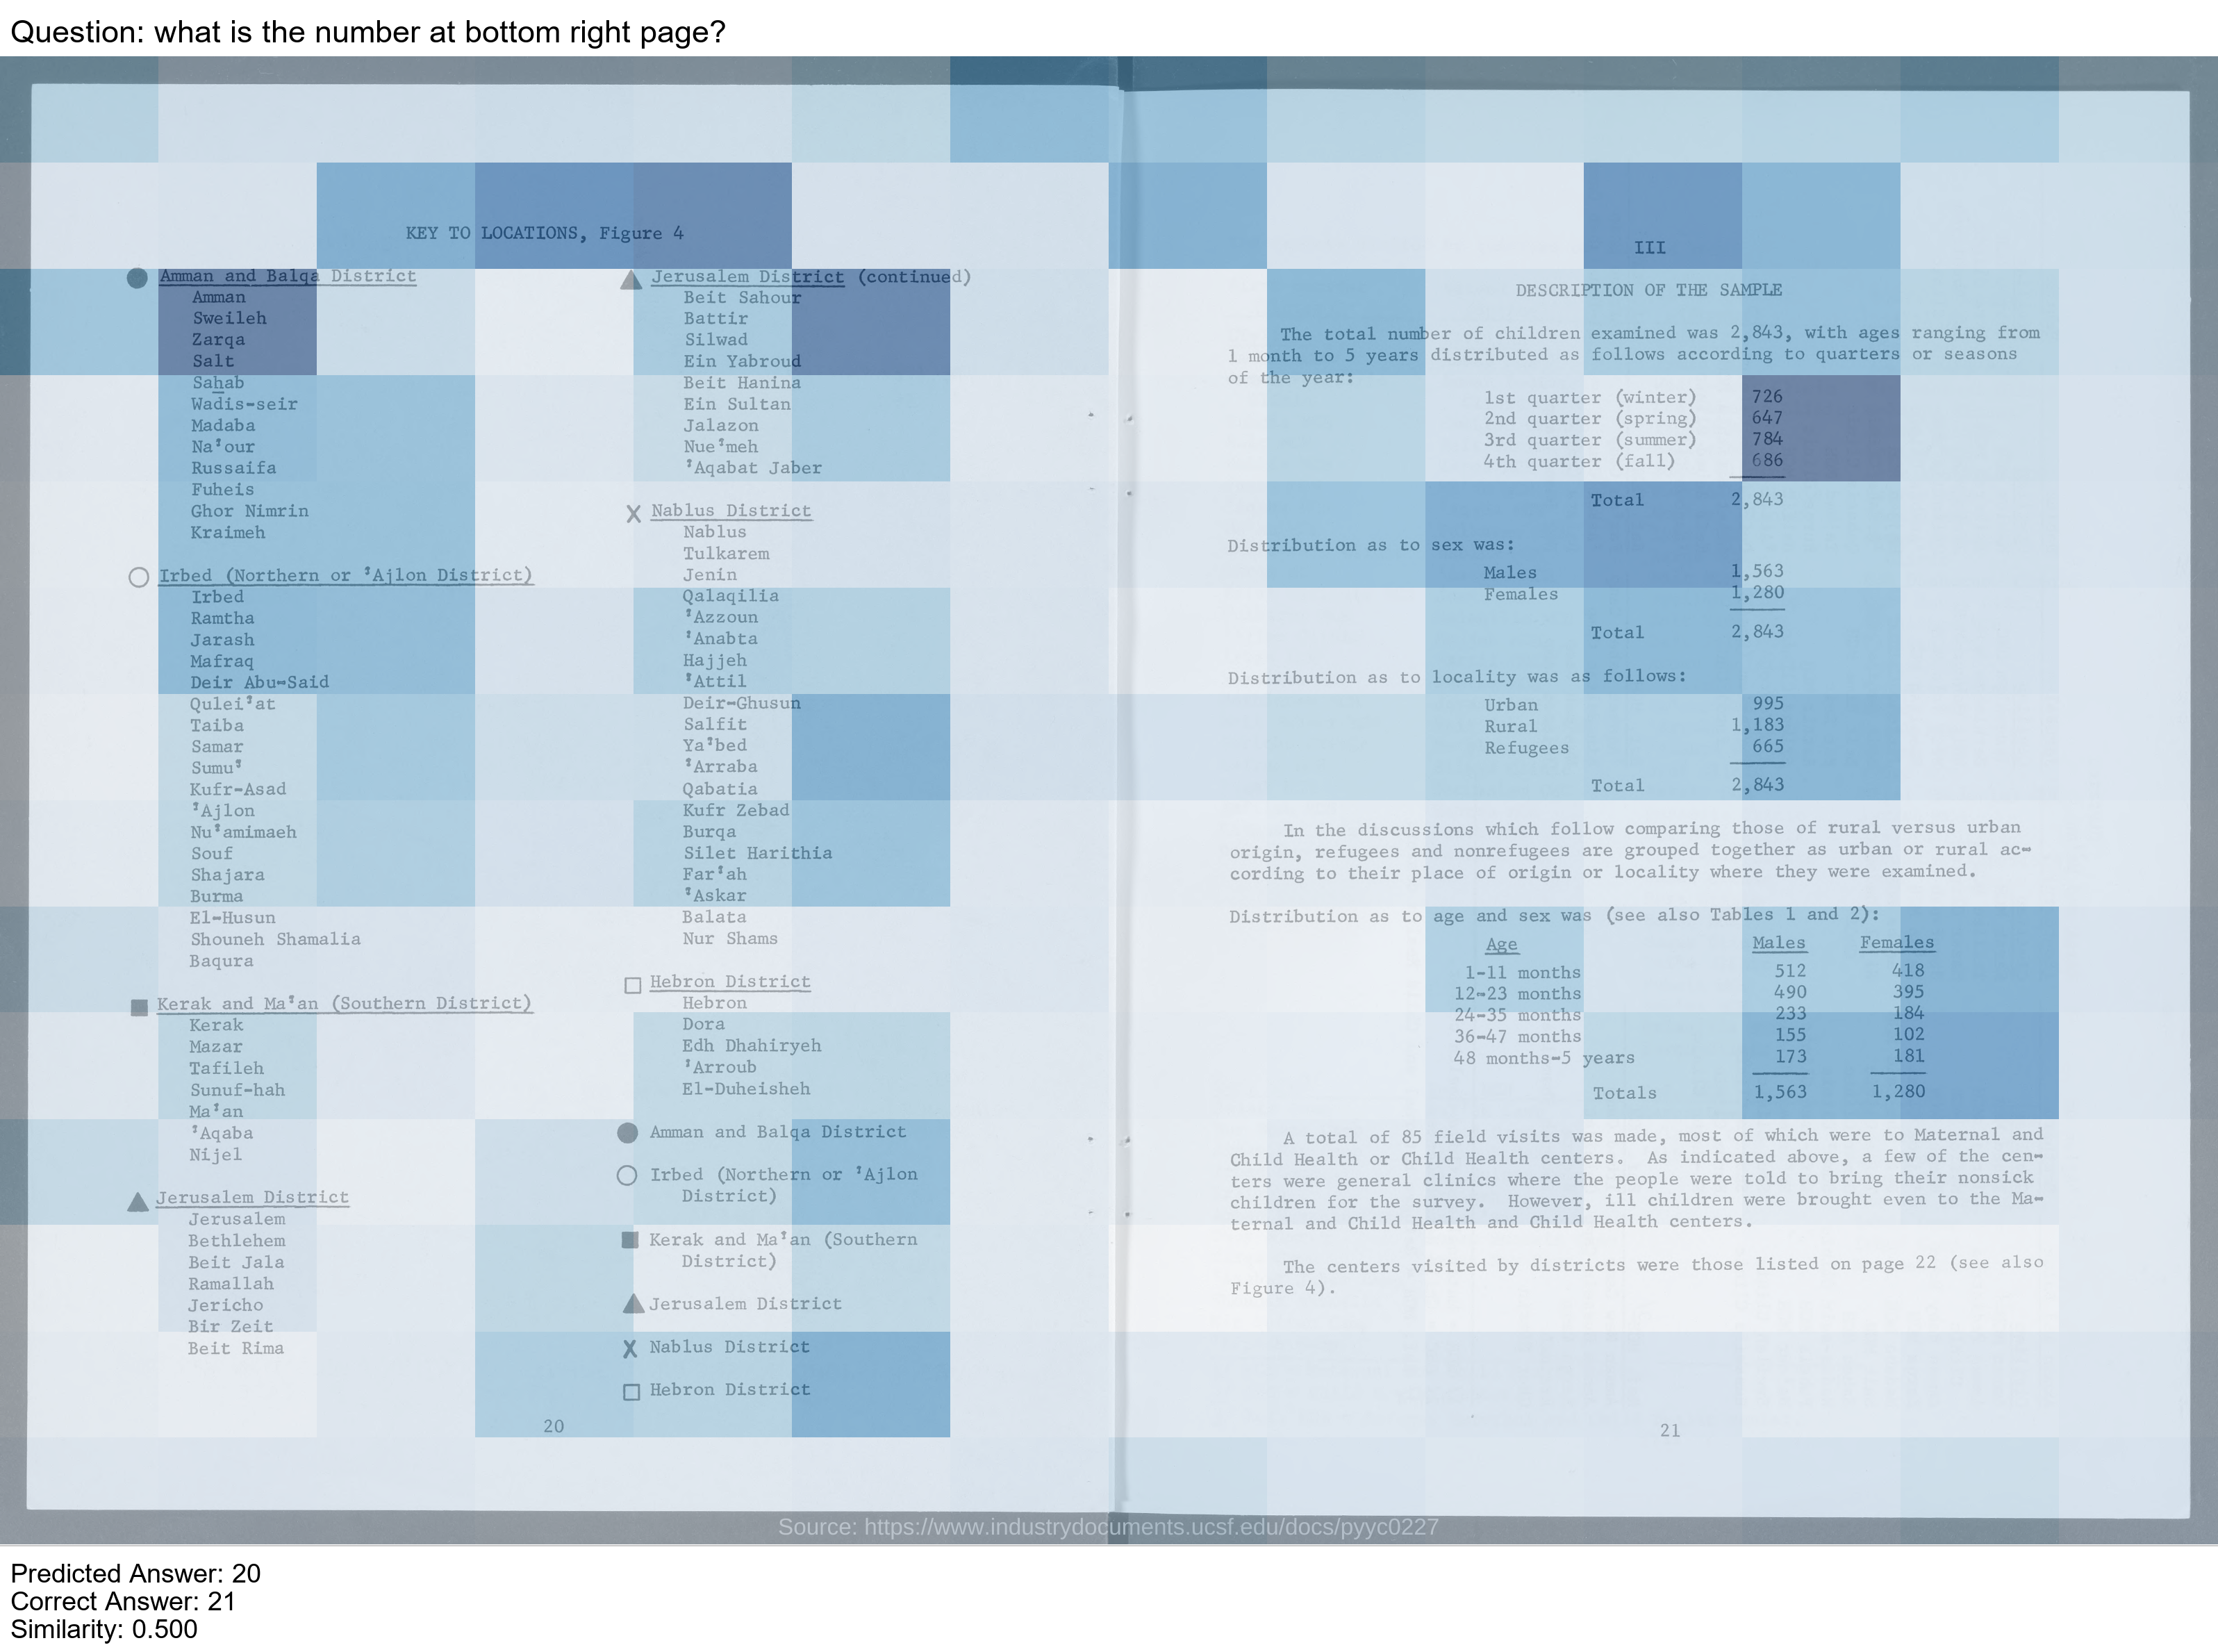 Question: what is the number at bottom right page?
KEY TO LOCATIONS, Figure 4
Amman and Balqa District
Amman
Sweileh
Zarqa
Salt
Sahab
Wadis-seir
Madaba
Na'our
Russaifa
Fuheis
Ghor Nimrin
Kraimeh
Irbed (Northern or 'Ajlon District)
Irbed
Ramtha
Jarash
Mafraq
Deir Abu-Said
Qulei'at
Taiba
Samar
Sumu'
Kufr-Asad
'Ajlon
Nu'amimaeh
Souf
Shajara
Burma
El-Husun
Shouneh Shamalia
Baqura
Kerak and Ma'an (Southern District)
Kerak
Mazar
Tafileh
Sunuf-hah
Ma'an
'Aqaba
Nijel
Jerusalem District
Jerusalem
Bethlehem
Beit Jala
Ramallah
Jericho
Bir Zeit
Beit Rima
Jerusalem District (continued)
Beit Sahour
Battir
Silwad
Ein Yabroud
Beit Hanina
Ein Sultan
Jalazon
Nue'meh
'Aqabat Jaber
X Nablus District
Nablus
Tulkarem
Jenin
Qalaqilia
'Azzoun
'Anabta
Hajjeh
'Attil
Deir-Ghusun
Salfit
Ya'bed
'Arraba
Qabatia
Kufr Zebad
Burqa
Silet Harithia
Far'ah
'Askar
Balata
Nur Shams
Hebron District
Hebron
Dora
Edh Dhahiryeh
'Arroub
El-Duheisheh
Amman and Balqa District
Irbed (Northern or 'Ajlon
District)
Kerak and Ma'an (Southern
District)
Jerusalem District
X Nablus District
Hebron District
20
III
DESCRIPTION OF THE SAMPLE
The total number of children examined was 2,843, with ages ranging from
1 month to 5 years distributed as follows according to quarters or seasons
of the year:
1st quarter (winter) 726
2nd quarter (spring) 647
3rd quarter (summer) 784
4th quarter (fall) 686
Total 2,843
Distribution as to sex was:
Males 1,563
Females 1,280
Total 2,843
Distribution as to locality was as follows:
Urban 995
Rural 1,183
Refugees 665
Total 2,843
In the discussions which follow comparing those of rural versus urban
origin, refugees and nonrefugees are grouped together as urban or rural ac-
cording to their place of origin or locality where they were examined.
Distribution as to age and sex was (see also Tables 1 and 2):
Age Males Females
1-11 months 512 418
12-23 months 490 395
24-35 months 233 184
36-47 months 155 102
48 months-5 years 173 181
Totals 1,563 1,280
A total of 85 field visits was made, most of which were to Maternal and
Child Health or Child Health centers. As indicated above, a few of the cen-
ters were general clinics where the people were told to bring their nonsick
children for the survey. However, ill children were brought even to the Ma-
ternal and Child Health and Child Health centers.
The centers visited by districts were those listed on page 22 (see also
Figure 4).
21
Source: https://www.industrydocuments.ucsf.edu/docs/pyyc0227
Predicted Answer: 20
Correct Answer: 21
Similarity: 0.500